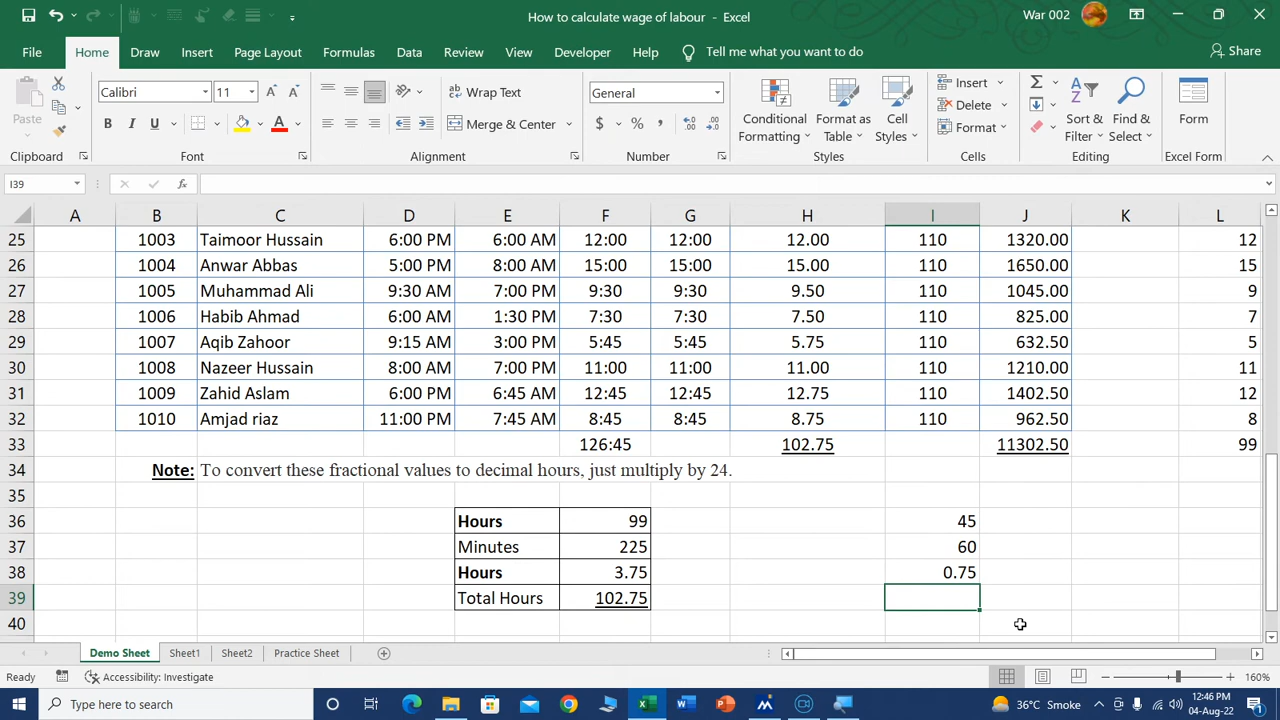 How to calculate wage of labour - Excel
War 002
File Home Draw Insert Page Layout Formulas Data Review View Developer Help Tell me what you want to do Share
Paste
Calibri 11
Wrap Text
Merge & Center
General
Conditional Formatting
Format as Table
Cell Styles
Insert
Delete
Format
Sort & Filter
Find & Select
Form
Clipboard Font Alignment Number Styles Cells Editing Excel Form
I39
A B C D E F G H I J K L
25 1003 Taimoor Hussain 6:00 PM 6:00 AM 12:00 12:00 12.00 110 1320.00 12
26 1004 Anwar Abbas 5:00 PM 8:00 AM 15:00 15:00 15.00 110 1650.00 15
27 1005 Muhammad Ali 9:30 AM 7:00 PM 9:30 9:30 9.50 110 1045.00 9
28 1006 Habib Ahmad 6:00 AM 1:30 PM 7:30 7:30 7.50 110 825.00 7
29 1007 Aqib Zahoor 9:15 AM 3:00 PM 5:45 5:45 5.75 110 632.50 5
30 1008 Nazeer Hussain 8:00 AM 7:00 PM 11:00 11:00 11.00 110 1210.00 11
31 1009 Zahid Aslam 6:00 PM 6:45 AM 12:45 12:45 12.75 110 1402.50 12
32 1010 Amjad riaz 11:00 PM 7:45 AM 8:45 8:45 8.75 110 962.50 8
33 126:45 102.75 11302.50 99
34 Note: To convert these fractional values to decimal hours, just multiply by 24.
35
36 Hours 99 45
37 Minutes 225 60
38 Hours 3.75 0.75
39 Total Hours 102.75
40
Demo Sheet Sheet1 Sheet2 Practice Sheet
Ready Accessibility: Investigate 160%
Type here to search
36°C Smoke
12:46 PM
04-Aug-22